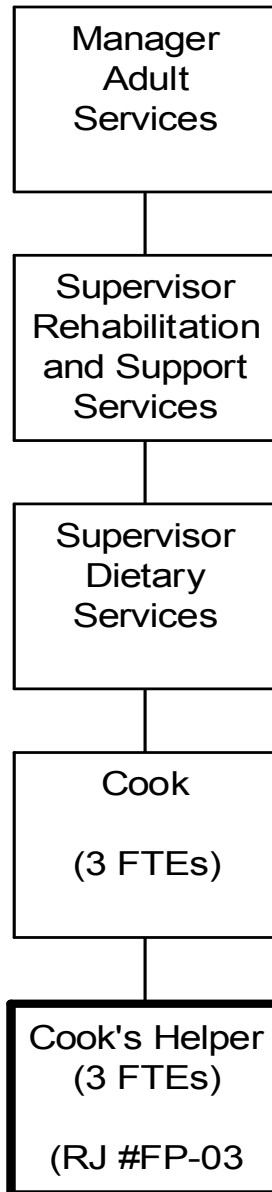 Manager
Adult
Services
Supervisor
Rehabilitation
and Support
Services
Supervisor
Dietary
Services
Cook
(3 FTEs)
Cook's Helper
(3 FTEs)
(RJ #FP-03